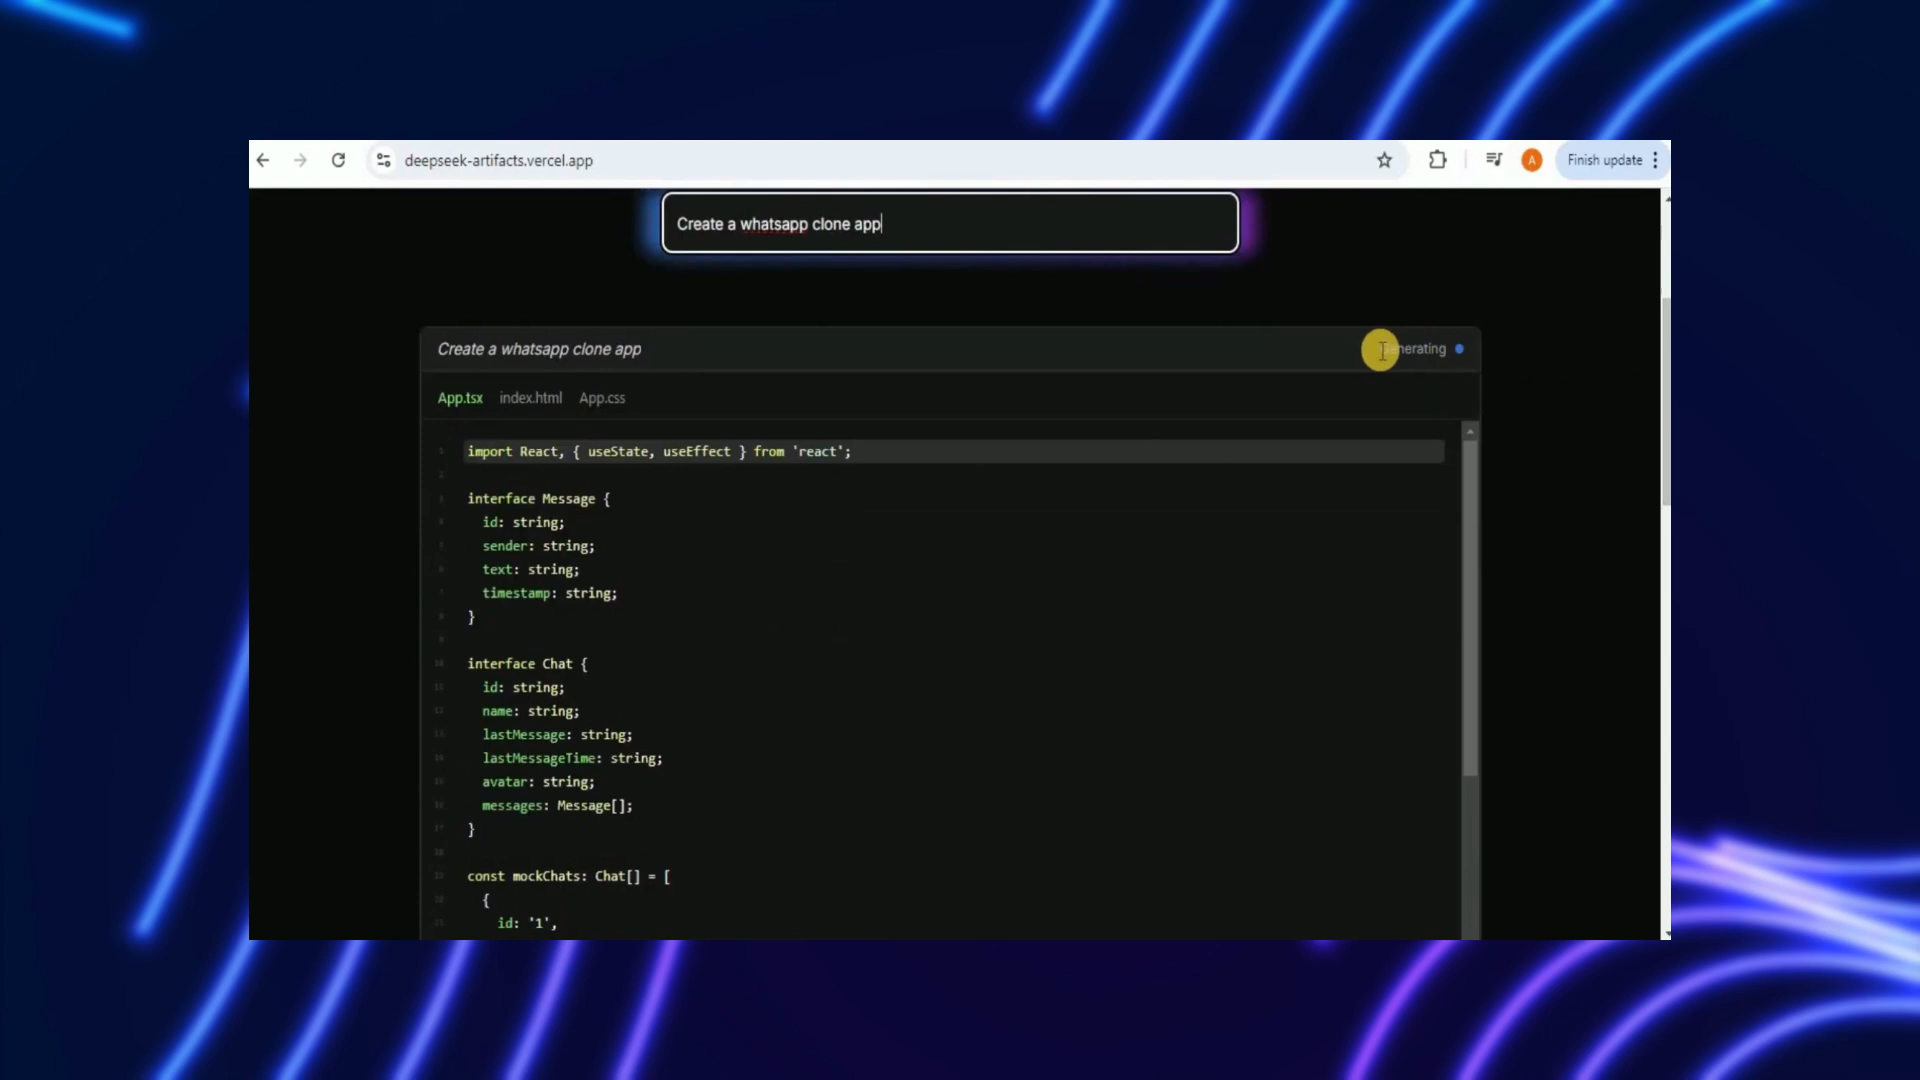 deepseek-artifacts.vercel.app
A
Finish update
Create a whatsapp clone app
Create a whatsapp clone app
App.tsx index.html App.css
import React, { useState, useEffect } from 'react';
interface Message {
id: string;
sender: string;
text: string;
timestamp: string;
}
interface Chat {
id: string;
name: string;
lastMessage: string;
lastMessageTime: string;
avatar: string;
messages: Message[];
}
const mockChats: Chat[] = [
{
id: '1',